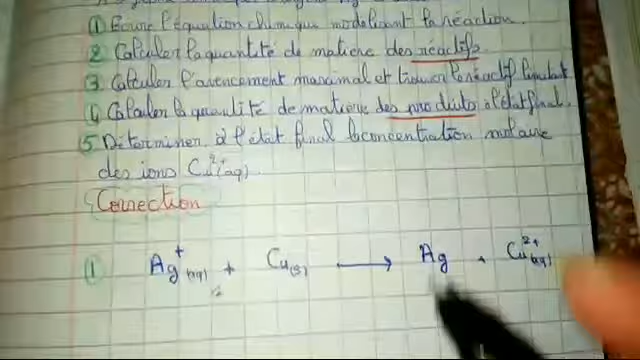 ① Ecrire l'équation chimique modélisant la réaction.
② Calculer la quantité de matière des réactifs
③ Calculer l'avancement maximal et trouver le réactif limitant
④ Calculer la quantité de matière des produits à l'état final.
⑤ Déterminer à l'état final la concentration molaire
des ions Cu²⁺(aq).
Correction
① Ag⁺(aq) + Cu(s) ⟶ Ag + Cu²⁺(aq)